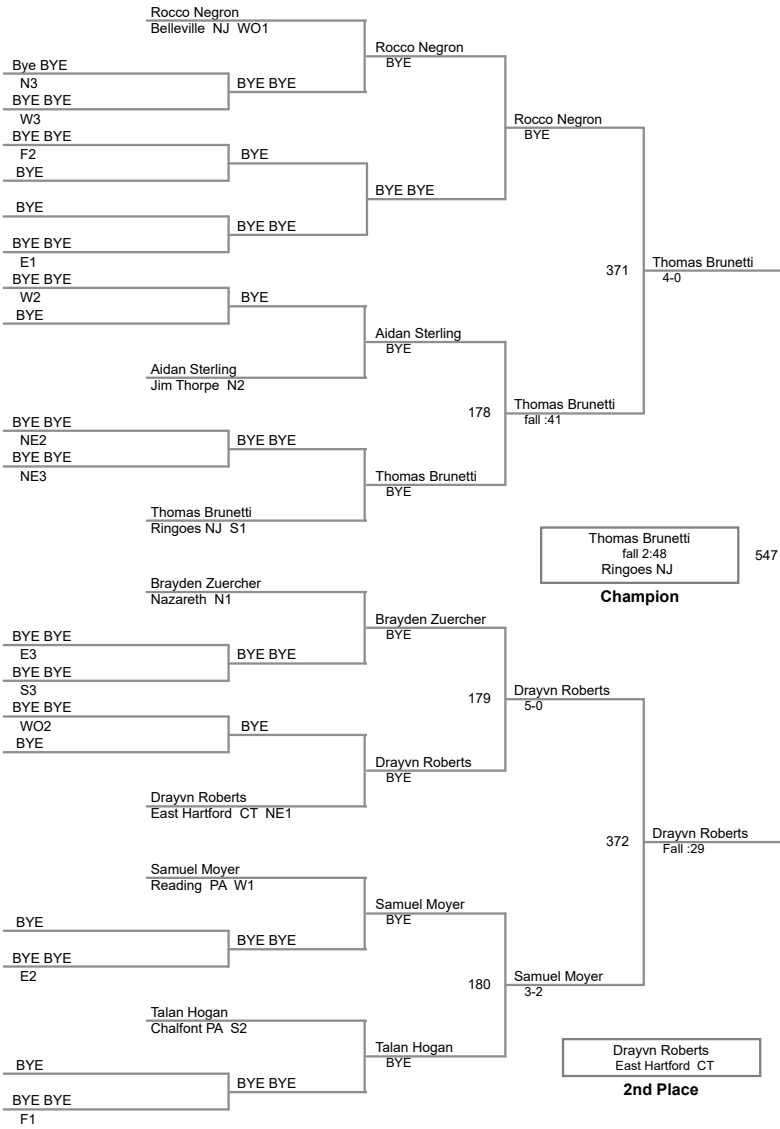 Rocco Negron
Belleville NJ WO1
Rocco Negron
BYE
Bye BYE
N3
BYE BYE
BYE BYE
W3
Rocco Negron
BYE
BYE BYE
F2
BYE
BYE
BYE BYE
BYE
BYE BYE
BYE BYE
E1
371
Thomas Brunetti
4-0
BYE BYE
W2
BYE
BYE
Aidan Sterling
BYE
Aidan Sterling
Jim Thorpe N2
178
Thomas Brunetti
fall :41
BYE BYE
NE2
BYE BYE
BYE BYE
NE3
Thomas Brunetti
BYE
Thomas Brunetti
Ringoes NJ S1
Thomas Brunetti
fall 2:48
Ringoes NJ
547
Champion
Brayden Zuercher
Nazareth N1
Brayden Zuercher
BYE
BYE BYE
E3
BYE BYE
BYE BYE
S3
179
Drayvn Roberts
5-0
BYE BYE
WO2
BYE
BYE
Drayvn Roberts
BYE
Drayvn Roberts
East Hartford CT NE1
372
Drayvn Roberts
Fall :29
Samuel Moyer
Reading PA W1
Samuel Moyer
BYE
BYE
BYE BYE
BYE BYE
E2
180
Samuel Moyer
3-2
Talan Hogan
Chalfont PA S2
Talan Hogan
BYE
BYE
BYE BYE
BYE BYE
F1
Drayvn Roberts
East Hartford CT
2nd Place